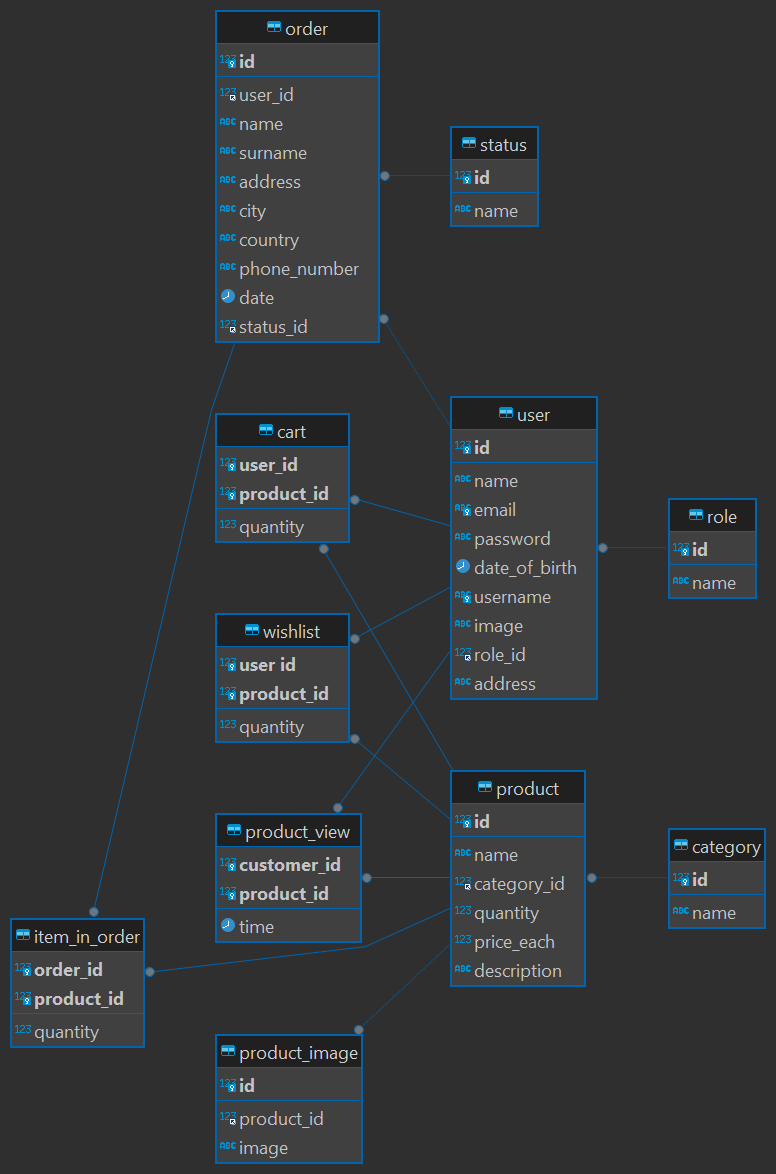 order
123 id
123 user_id
ABC name
ABC surname
ABC address
ABC city
ABC country
ABC phone_number
date
123 status_id
status
123 id
ABC name
cart
123 user_id
123 product_id
123 quantity
user
123 id
ABC name
ABC email
ABC password
date_of_birth
ABC username
ABC image
123 role_id
ABC address
role
123 id
ABC name
wishlist
123 user id
123 product_id
123 quantity
product
123 id
ABC name
123 category_id
123 quantity
123 price_each
ABC description
category
123 id
ABC name
product_view
123 customer_id
123 product_id
time
item_in_order
123 order_id
123 product_id
123 quantity
product_image
123 id
123 product_id
ABC image